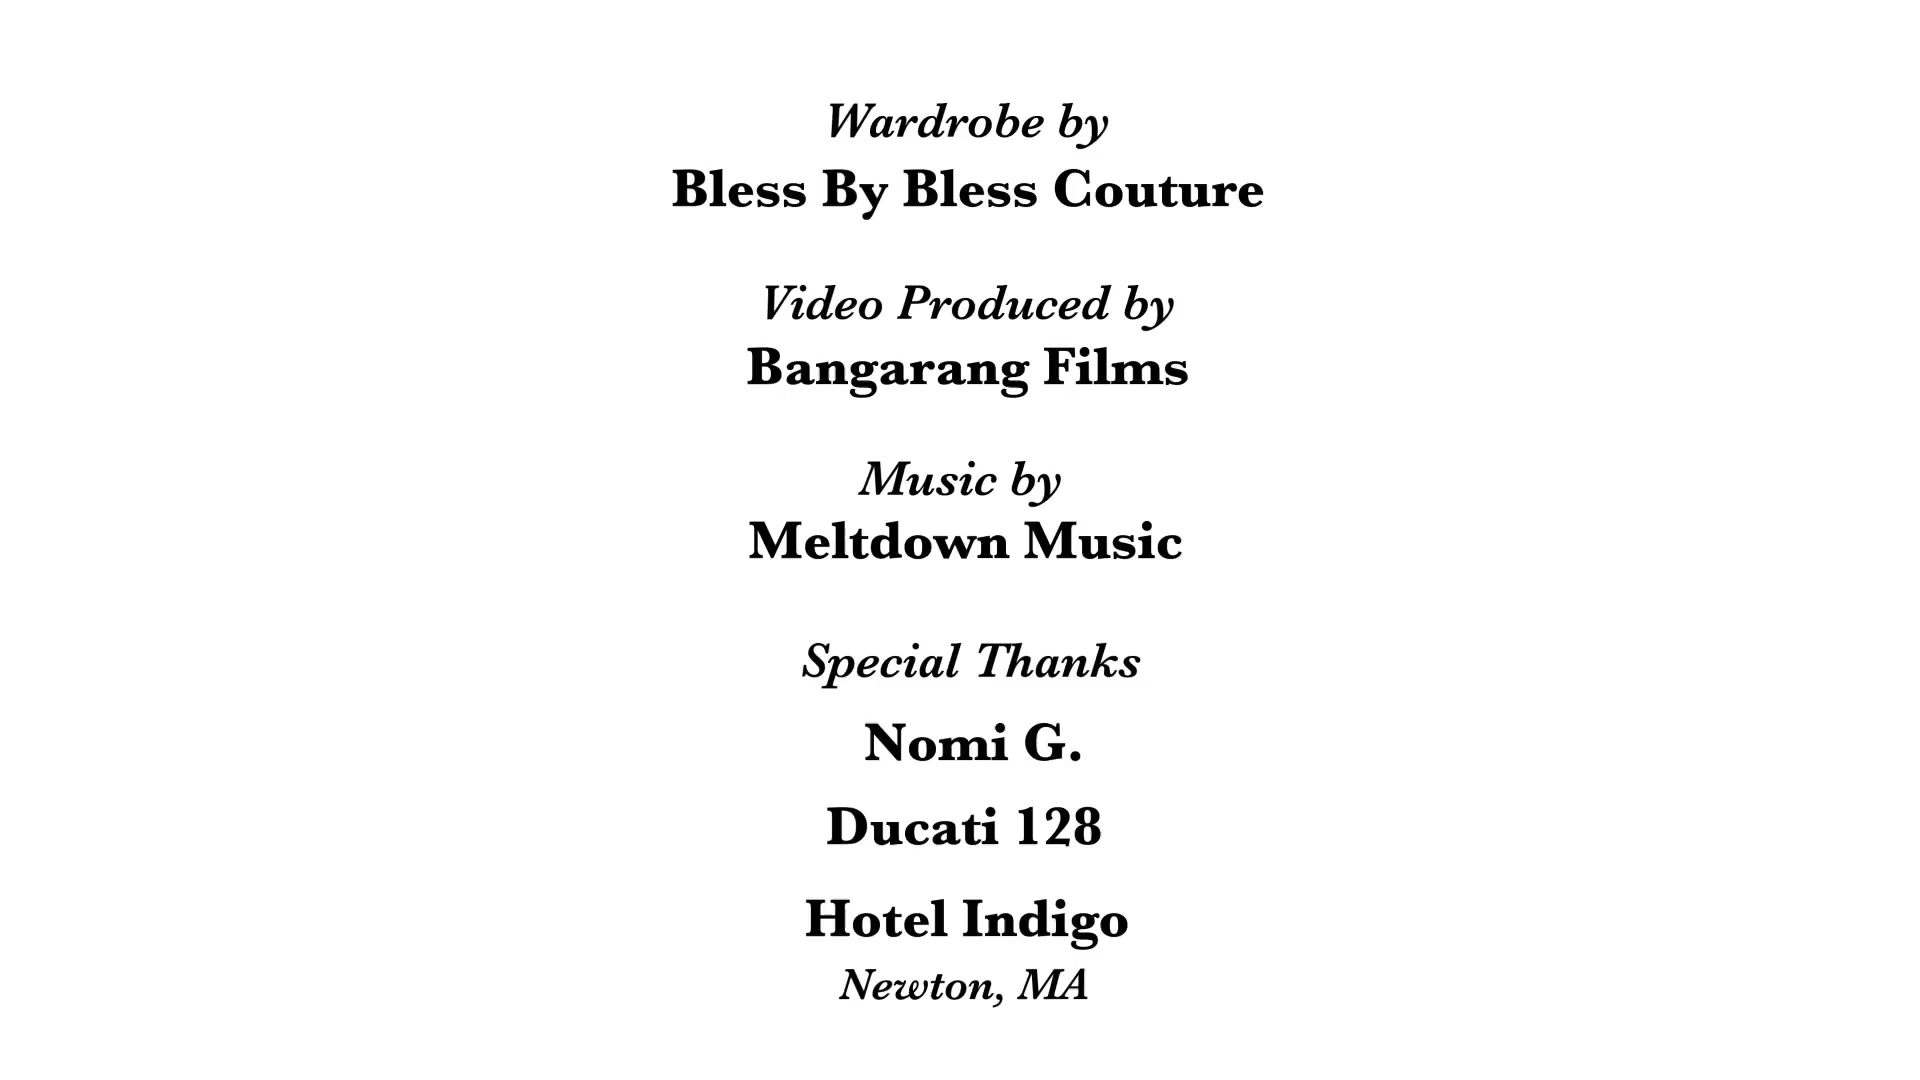 Wardrobe by
Bless By Bless Couture
Video Produced by
Bangarang Films
Music by
Meltdown Music
Special Thanks
Nomi G.
Ducati 128
Hotel Indigo
Newton, MA